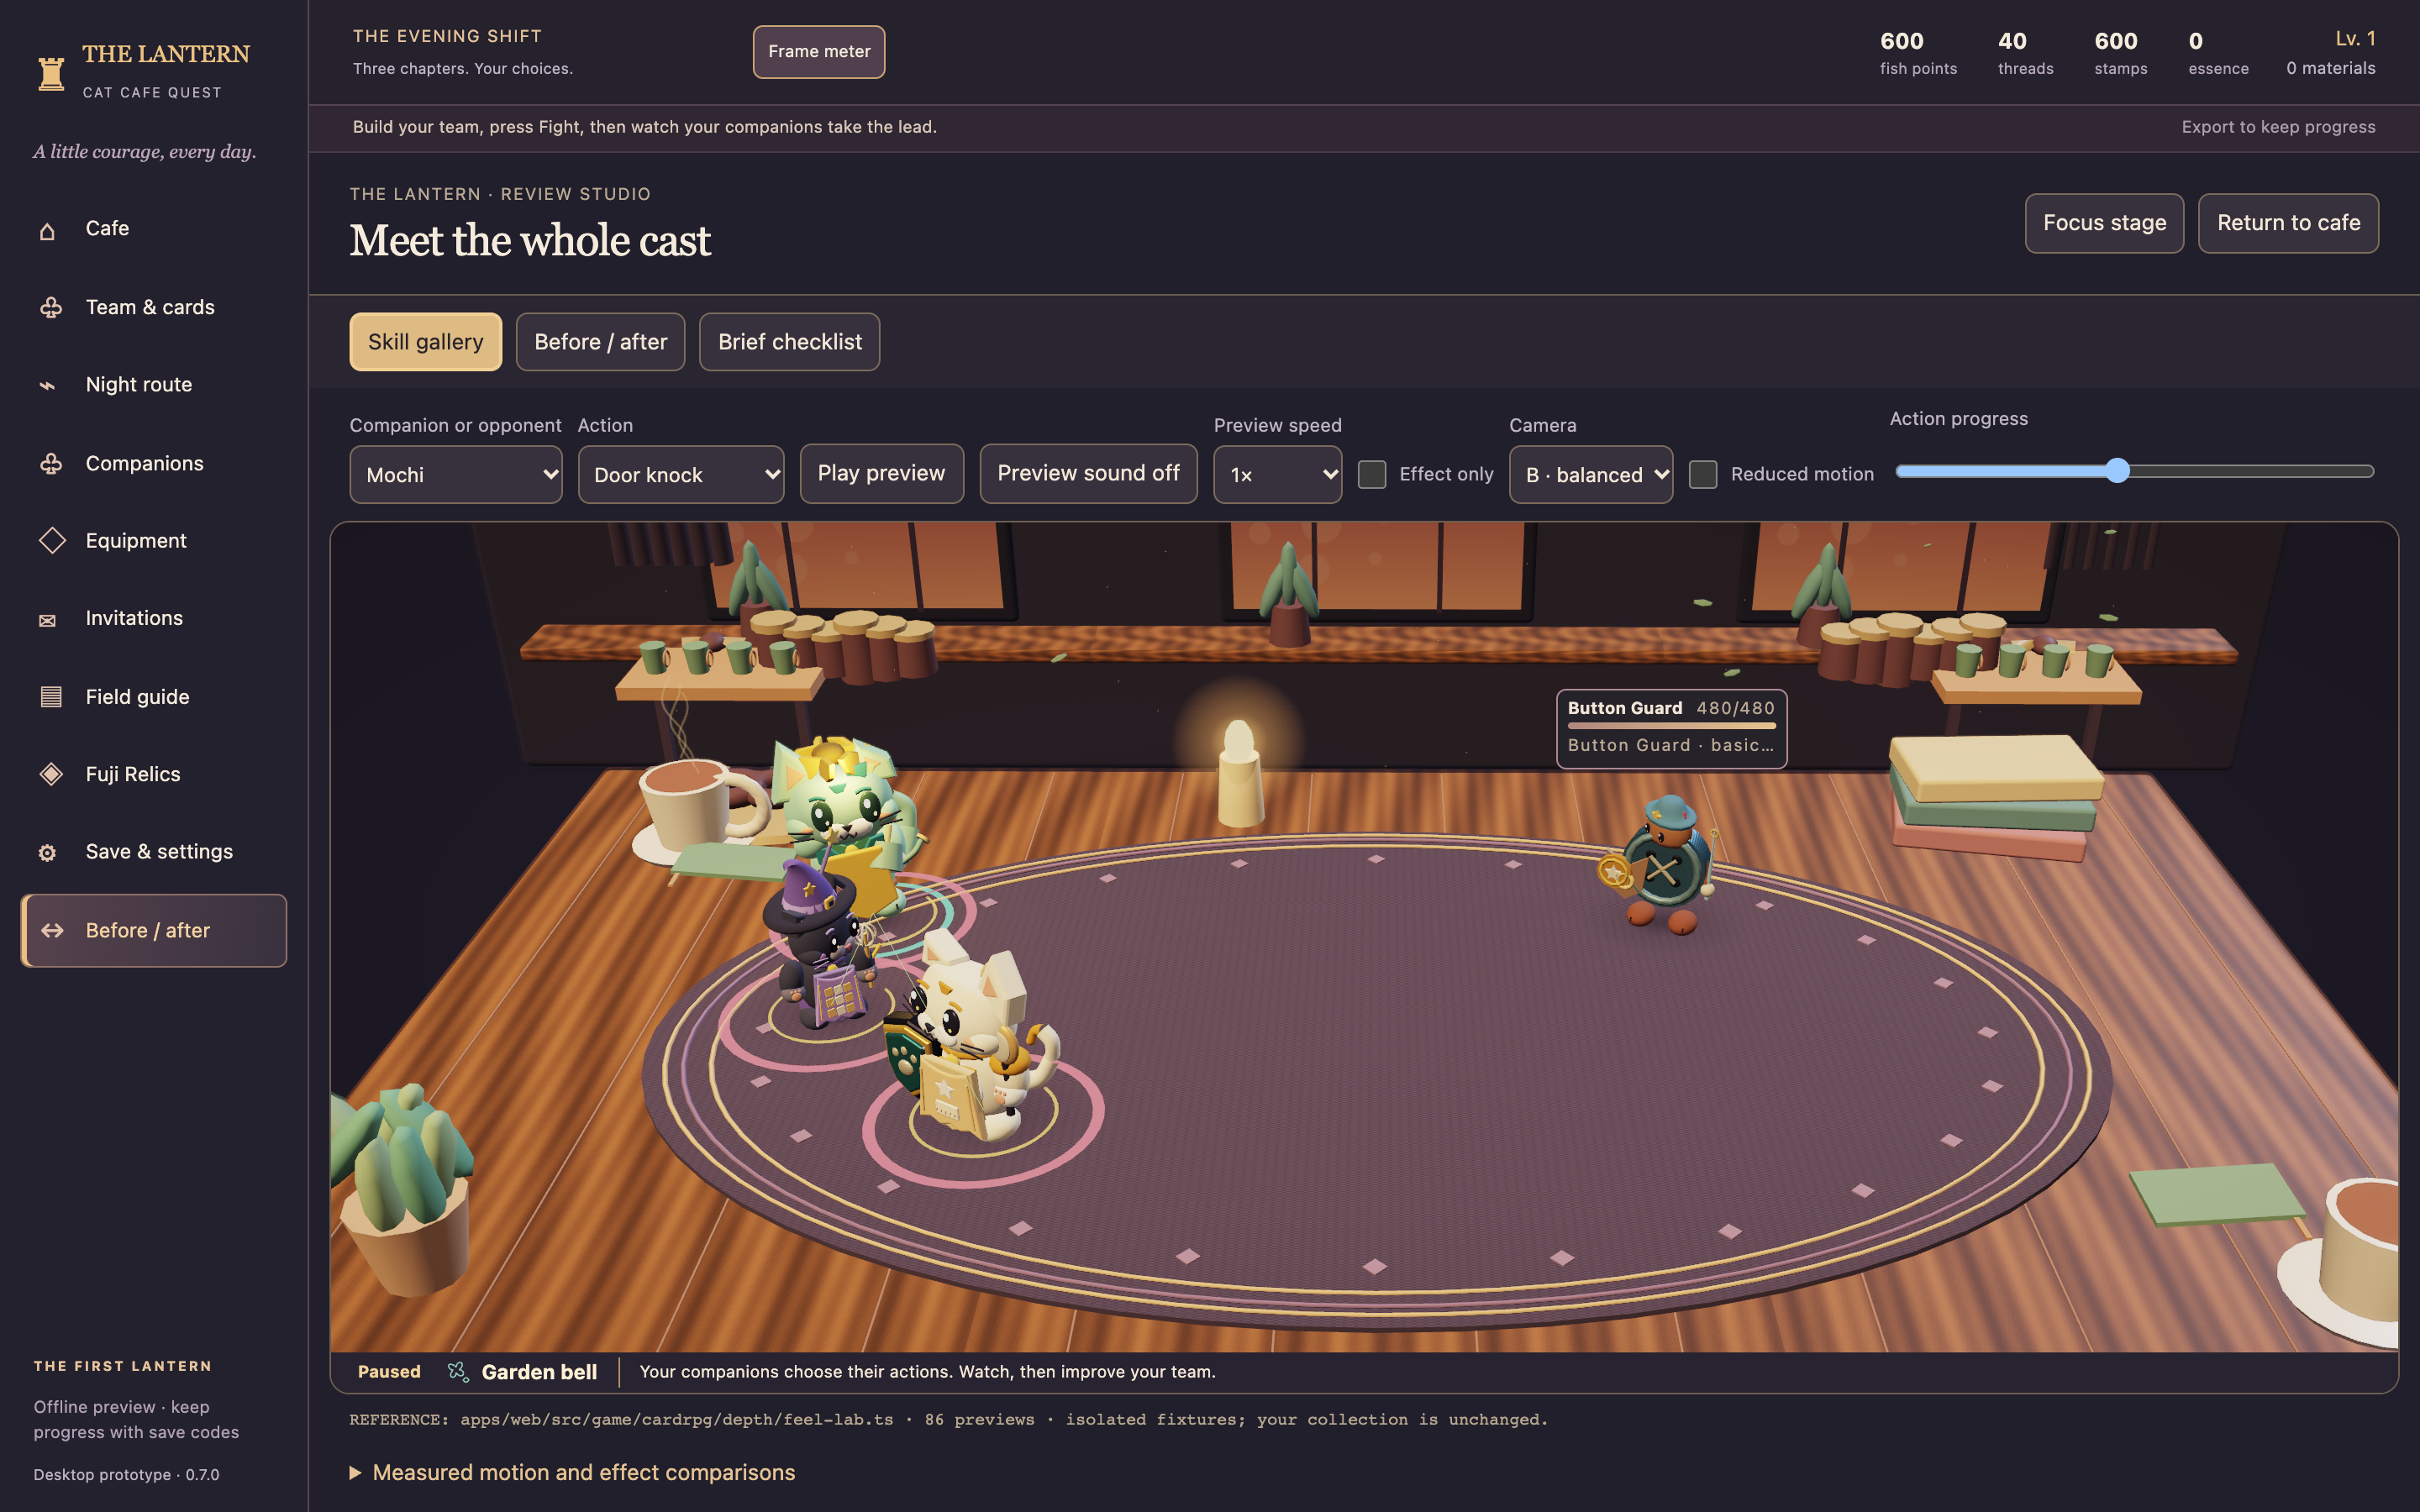 THE LANTERN
CAT CAFE QUEST
A little courage, every day.
Cafe
Team & cards
Night route
Companions
Equipment
Invitations
Field guide
Fuji Relics
Save & settings
Before / after
THE FIRST LANTERN
Offline preview · keep
progress with save codes
Desktop prototype · 0.7.0
THE EVENING SHIFT
Three chapters. Your choices.
Frame meter
600 fish points
40 threads
600 stamps
0 essence
Lv. 1
0 materials
Build your team, press Fight, then watch your companions take the lead.
Export to keep progress
THE LANTERN · REVIEW STUDIO
Meet the whole cast
Focus stage
Return to cafe
Skill gallery
Before / after
Brief checklist
Companion or opponent
Mochi
Action
Door knock
Play preview
Preview sound off
Preview speed
1×
Effect only
Camera
B · balanced
Reduced motion
Action progress
Button Guard 480/480
Button Guard · basic…
Paused
Garden bell
Your companions choose their actions. Watch, then improve your team.
REFERENCE: apps/web/src/game/cardrpg/depth/feel-lab.ts · 86 previews · isolated fixtures; your collection is unchanged.
Measured motion and effect comparisons